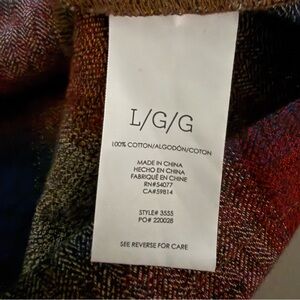 L/G/G
100% COTTON/ALGODÓN/COTON
MADE IN CHINA
HECHO EN CHINA
FABRIQUÉ EN CHINE
RN#54077
CA#59814
STYLE# 3555
PO# 220028
SEE REVERSE FOR CARE